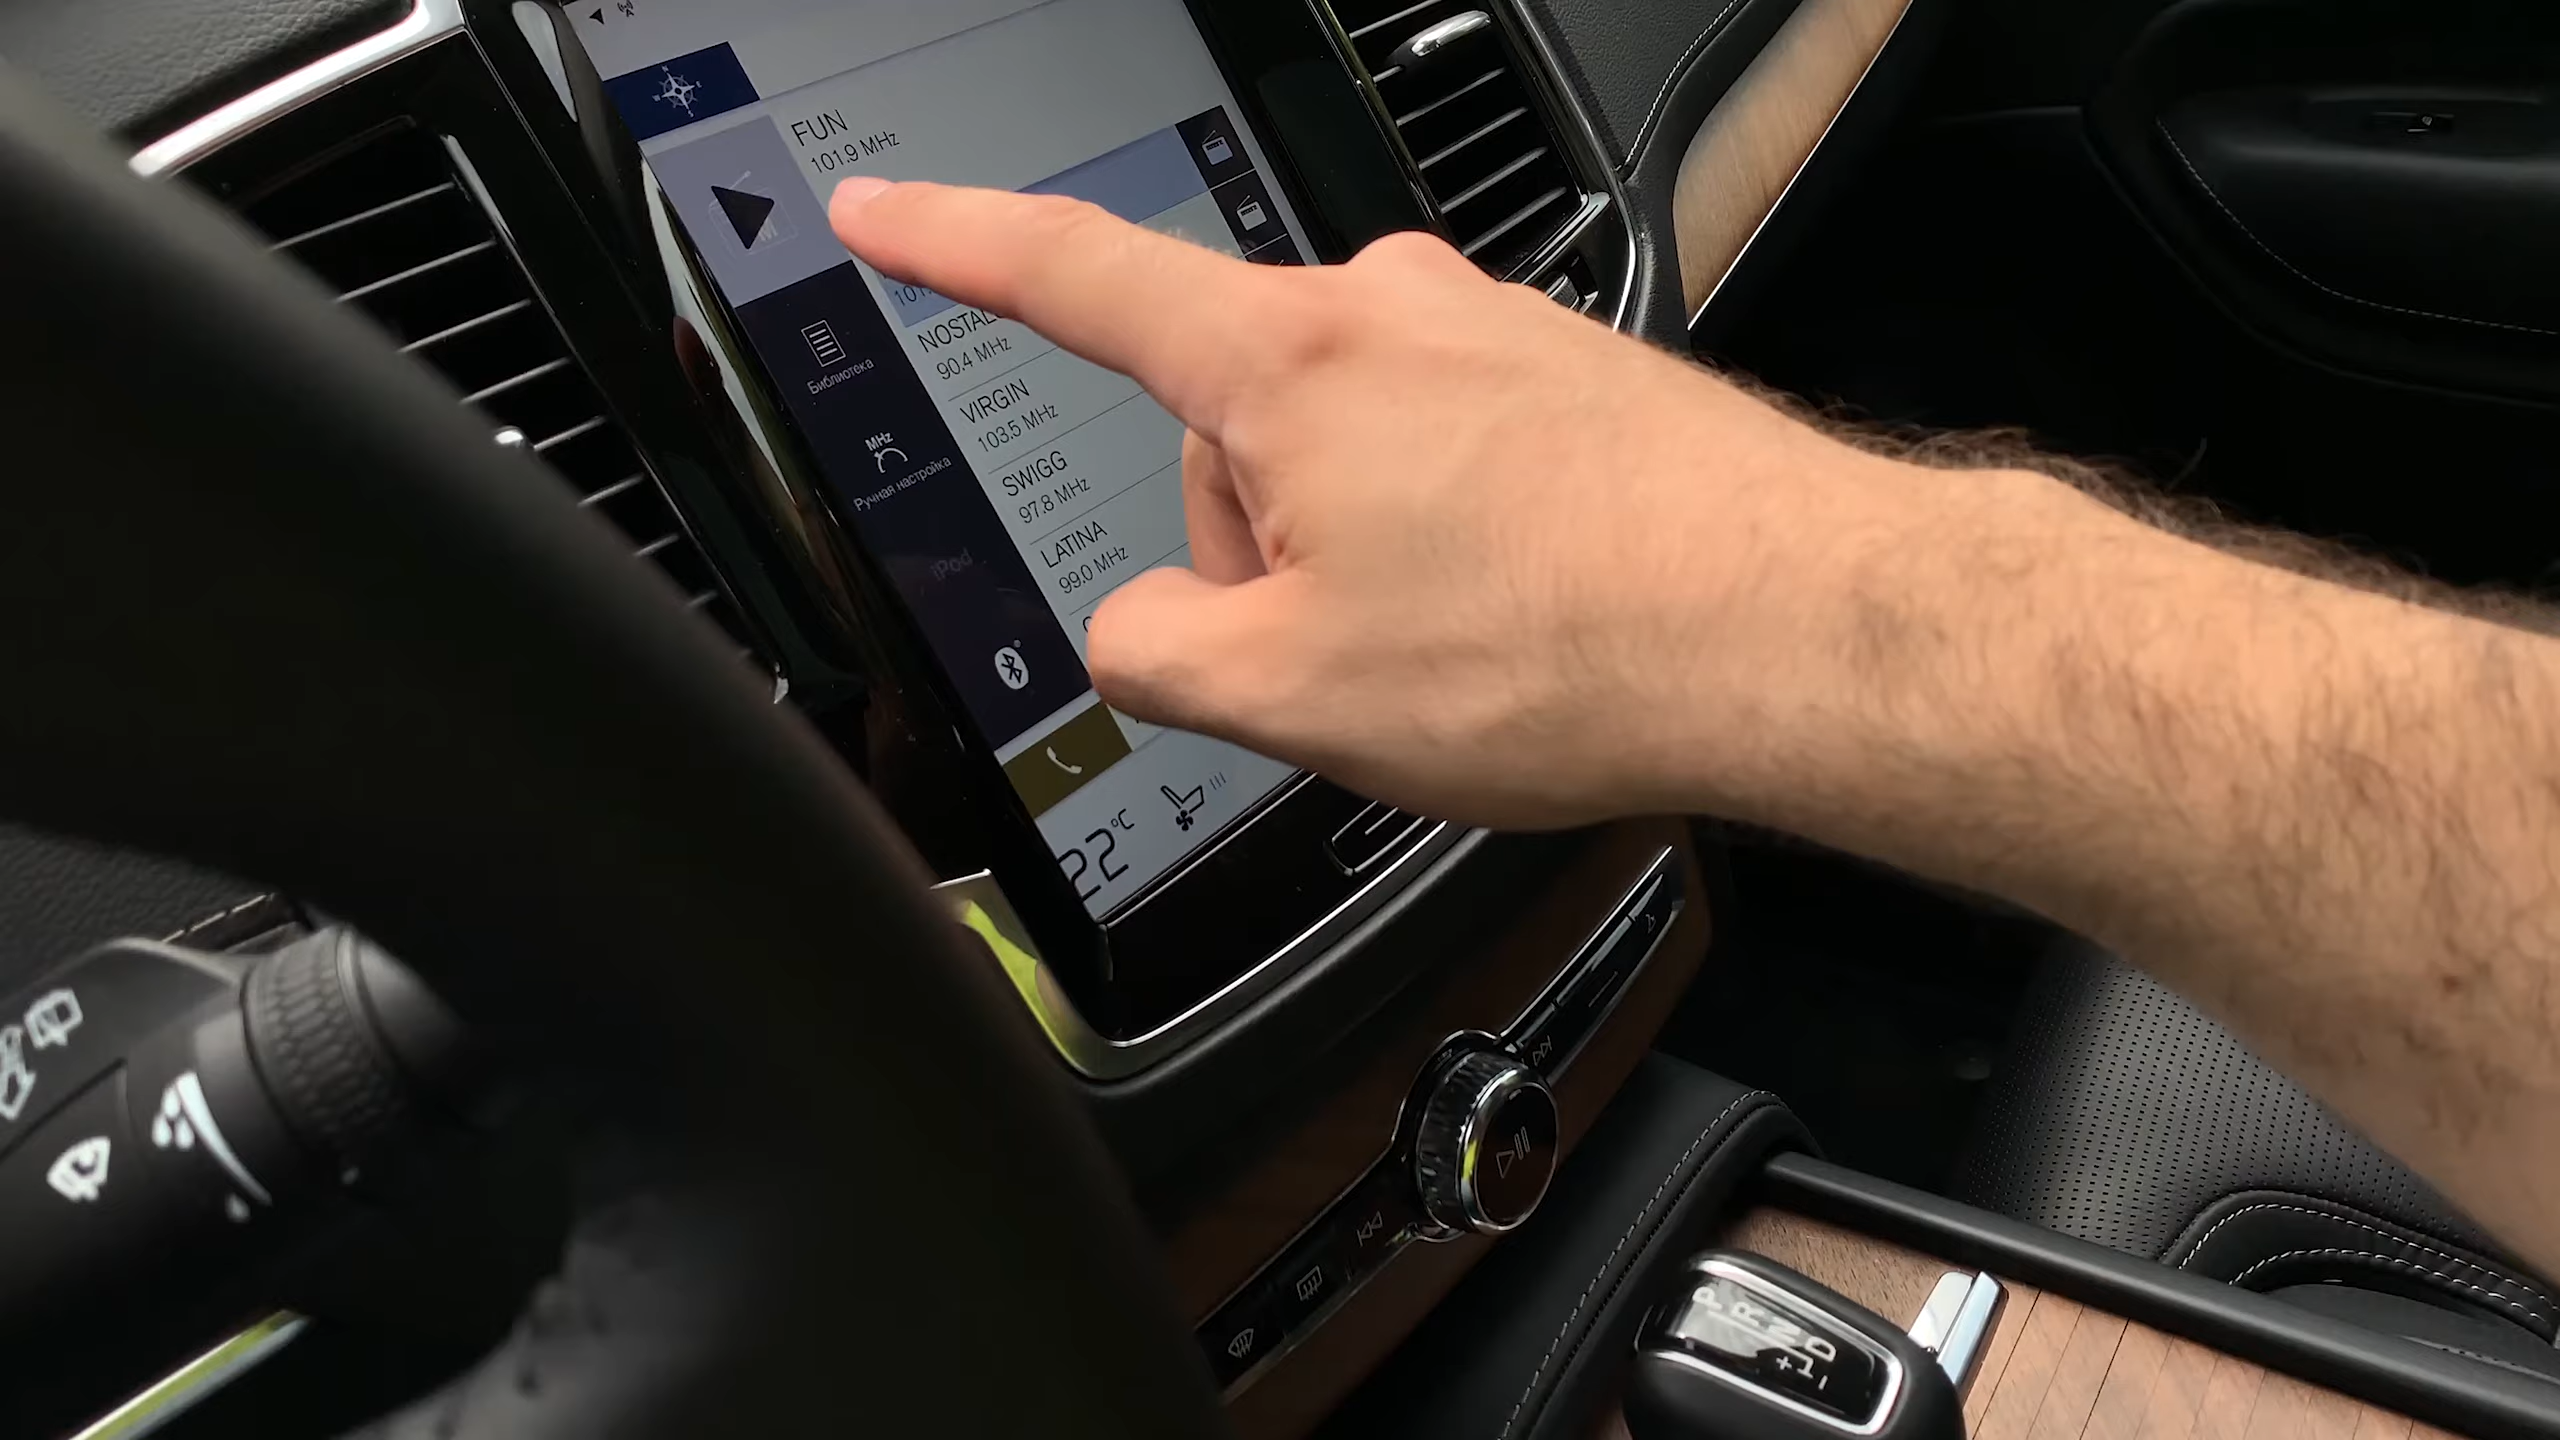 FUN
101.9 MHz
101.
NOSTAL
90.4 MHz
VIRGIN
103.5 MHz
SWIGG
97.8 MHz
LATINA
99.0 MHz
Библиотека
MHz
Ручная настройка
iPod
22 °C
P
R
N
D
+
-